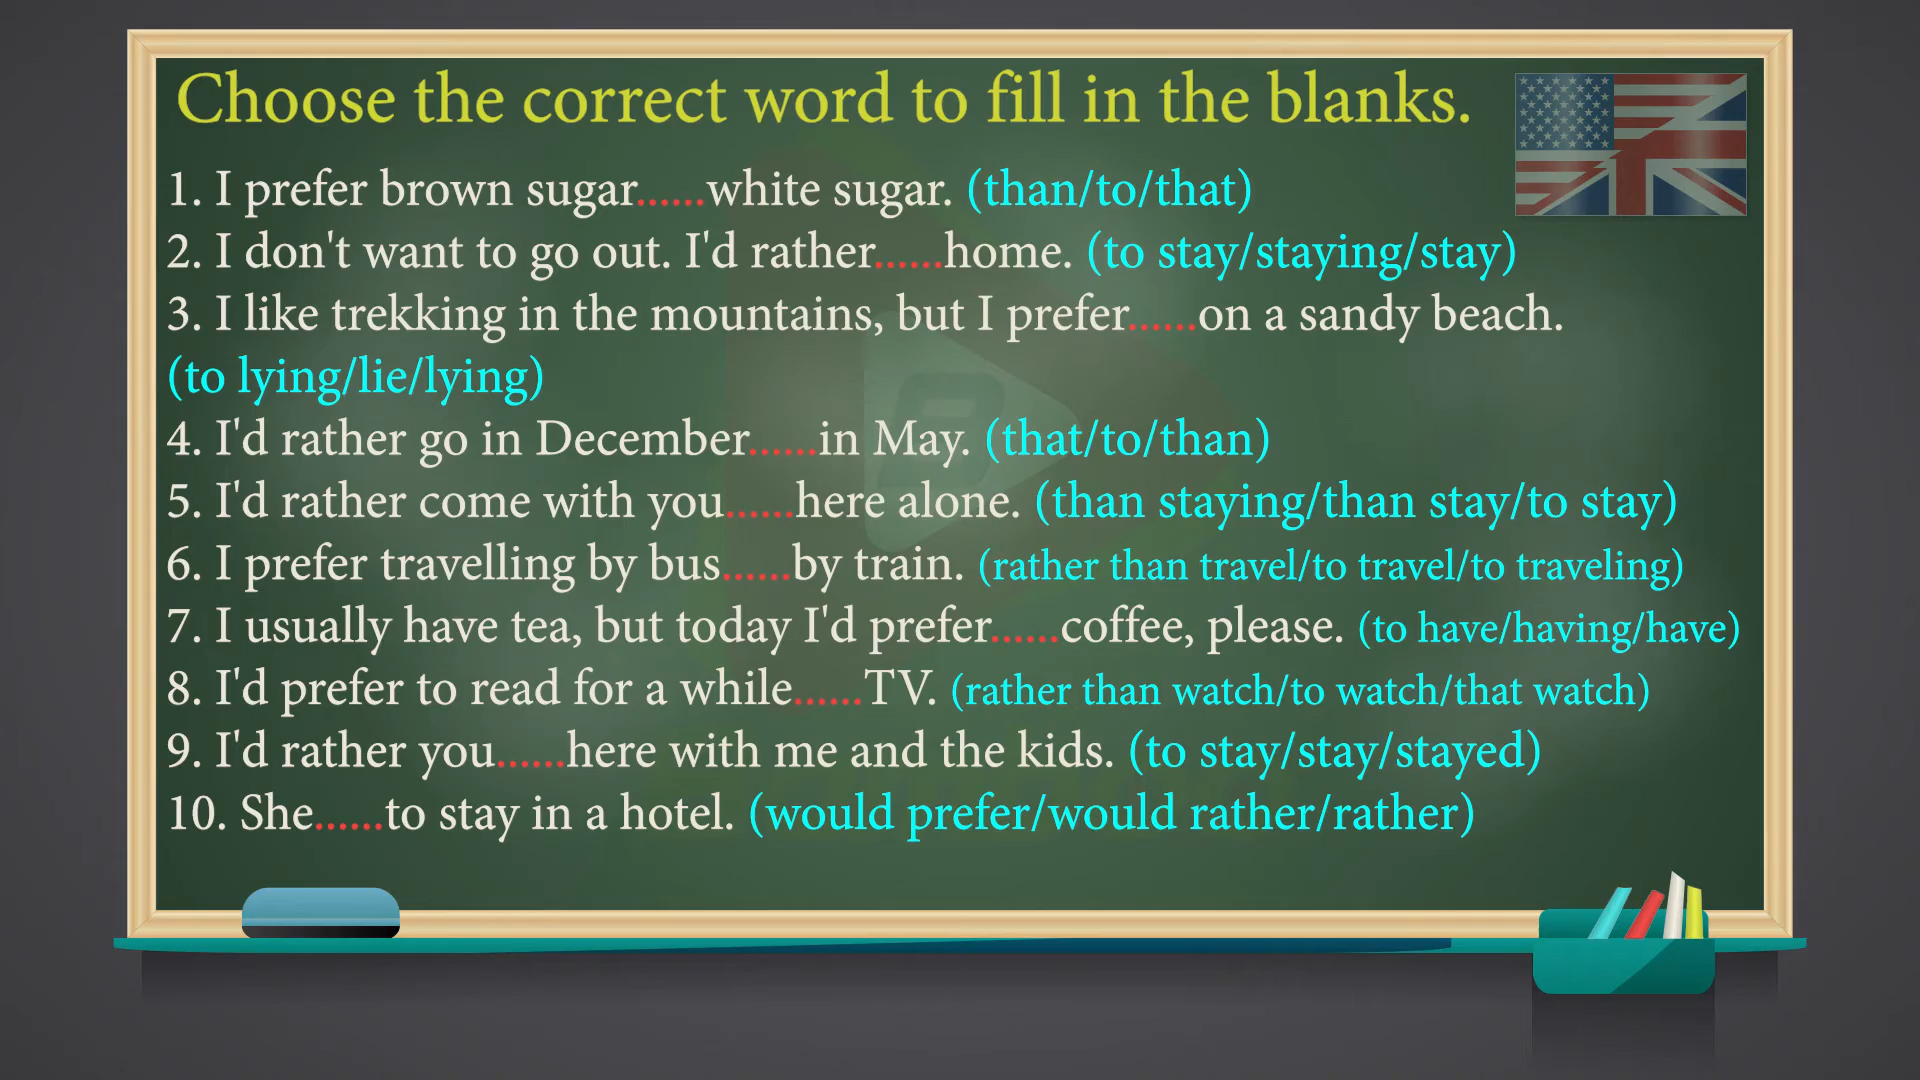 Choose the correct word to fill in the blanks.
1. I prefer brown sugar......white sugar. (than/to/that)
2. I don't want to go out. I'd rather......home. (to stay/staying/stay)
3. I like trekking in the mountains, but I prefer......on a sandy beach.
(to lying/lie/lying)
4. I'd rather go in December......in May. (that/to/than)
5. I'd rather come with you......here alone. (than staying/than stay/to stay)
6. I prefer travelling by bus......by train. (rather than travel/to travel/to traveling)
7. I usually have tea, but today I'd prefer......coffee, please. (to have/having/have)
8. I'd prefer to read for a while......TV. (rather than watch/to watch/that watch)
9. I'd rather you......here with me and the kids. (to stay/stay/stayed)
10. She......to stay in a hotel. (would prefer/would rather/rather)